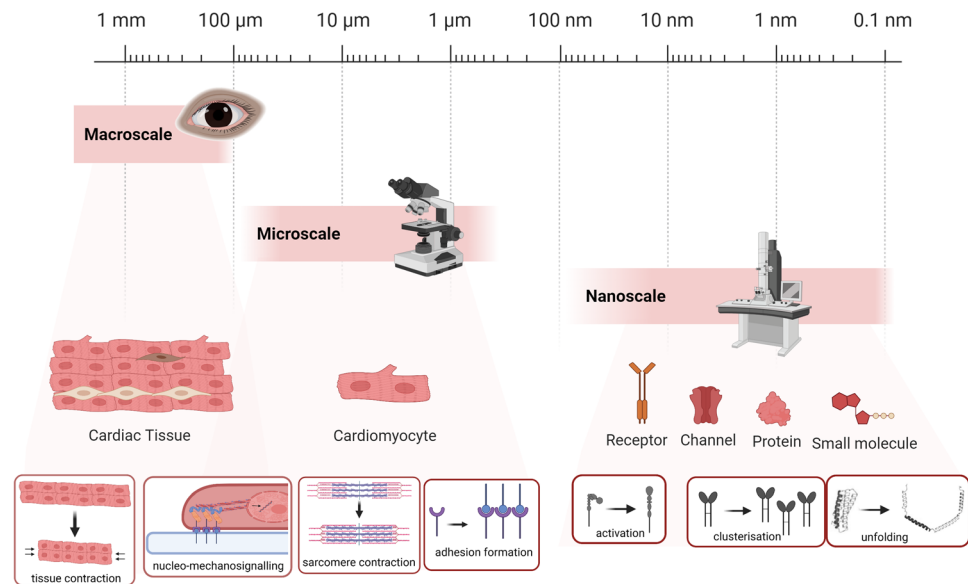 1 mm 100 µm 10 µm 1 µm 100 nm 10 nm 1 nm 0.1 nm
Macroscale
Microscale
Nanoscale
Cardiac Tissue
Cardiomyocyte
Receptor
Channel
Protein
Small molecule
tissue contraction
nucleo-mechanosignalling
sarcomere contraction
adhesion formation
activation
clusterisation
unfolding